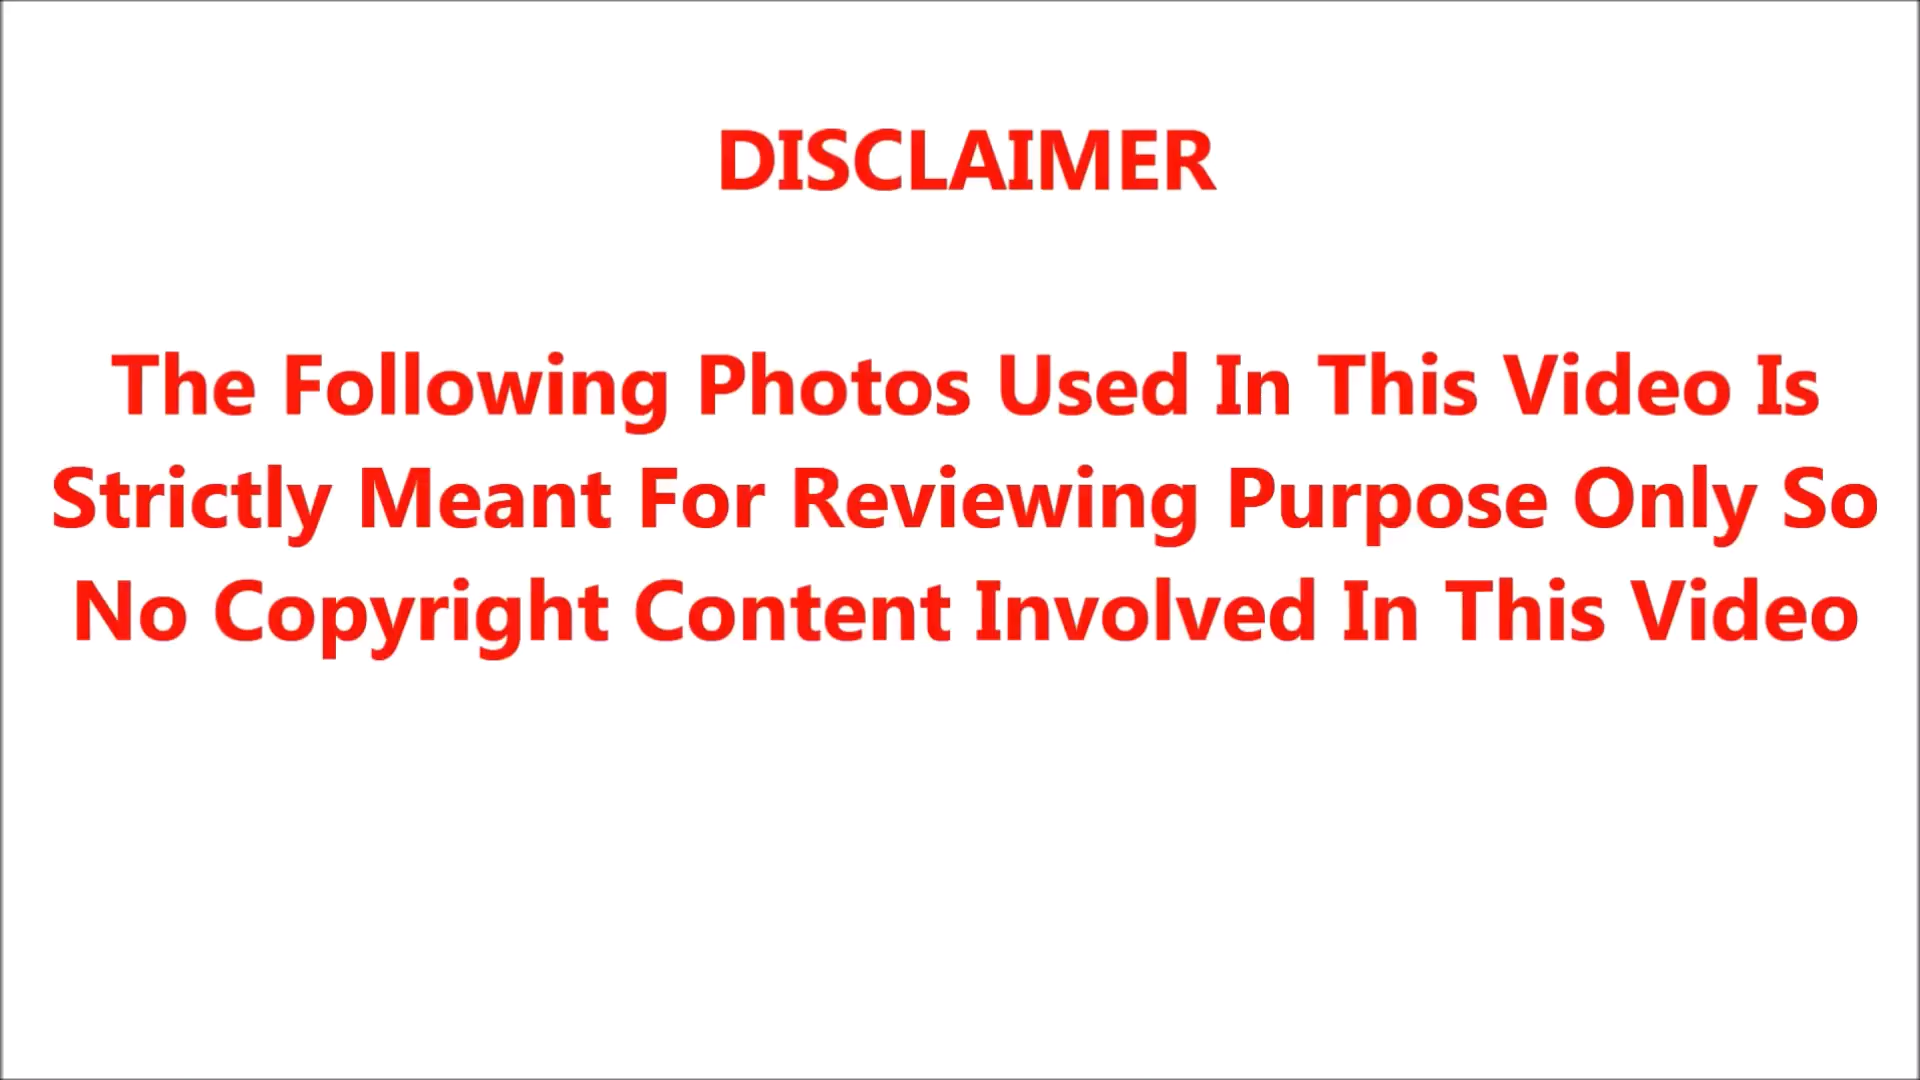 DISCLAIMER
The Following Photos Used In This Video Is
Strictly Meant For Reviewing Purpose Only So
No Copyright Content Involved In This Video